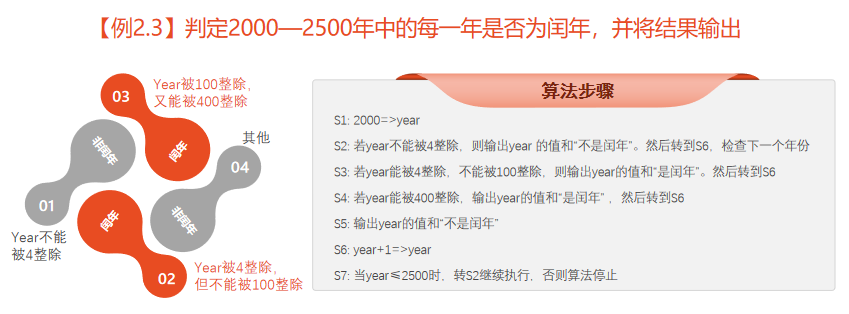 【例2.3】判定2000—2500年中的每一年是否为闰年，并将结果输出
03
Year被100整除，
又能被400整除
闰年
非闰年
01
Year不能
被4整除
其他
04
非闰年
闰年
02
Year被4整除，
但不能被100整除
算法步骤
S1: 2000=>year
S2: 若year不能被4整除，则输出year 的值和“不是闰年”。然后转到S6，检查下一个年份
S3: 若year能被4整除，不能被100整除，则输出year的值和“是闰年”。然后转到S6
S4: 若year能被400整除，输出year的值和“是闰年” ，然后转到S6
S5: 输出year的值和“不是闰年”
S6: year+1=>year
S7: 当year≤2500时，转S2继续执行，否则算法停止